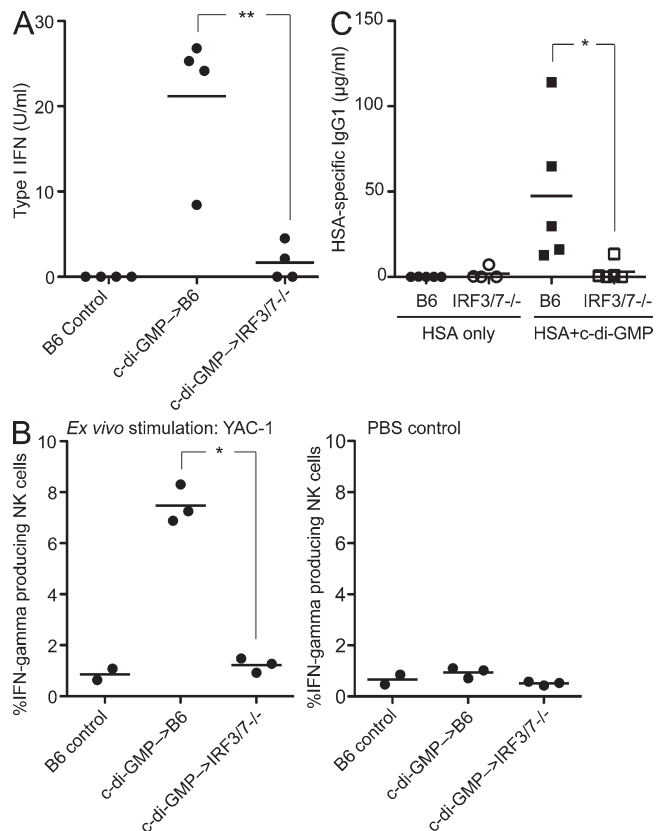 A
Type I IFN (U/ml)
30
20
10
0
**
B6 Control
c-di-GMP–>B6
c-di-GMP–>IRF3/7-/-
C
HSA-specific IgG1 (µg/ml)
150
100
50
0
*
B6 IRF3/7-/- B6 IRF3/7-/-
HSA only HSA+c-di-GMP
B
Ex vivo stimulation: YAC-1
%IFN-gamma producing NK cells
10
8
6
4
2
0
*
B6 control
c-di-GMP–>B6
c-di-GMP–>IRF3/7-/-
PBS control
%IFN-gamma producing NK cells
10
8
6
4
2
0
B6 control
c-di-GMP–>B6
c-di-GMP–>IRF3/7-/-